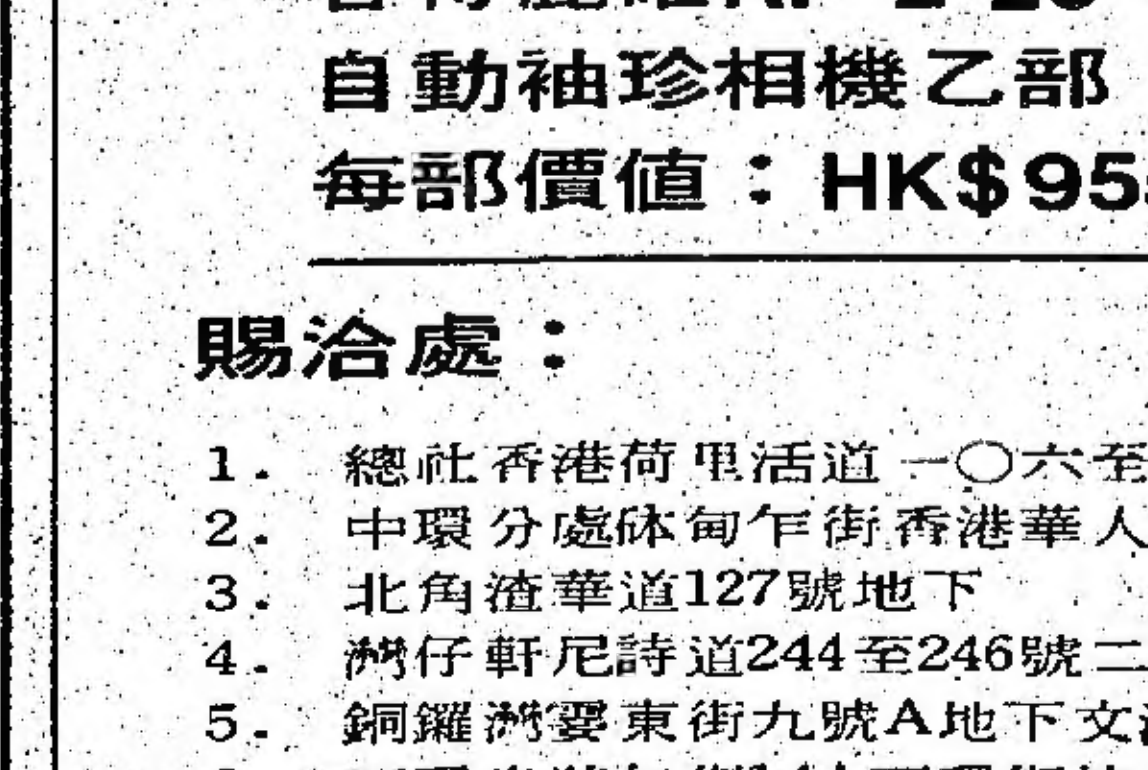 自動袖珍相機乙部
每部價值：HK$95
賜洽處：
1. 總社香港荷里活道一〇六至
2. 中環分處砵甸乍街香港華人
3. 北角渣華道127號地下
4. 灣仔軒尼詩道244至246號二
5. 銅鑼灣霎東街九號A地下文